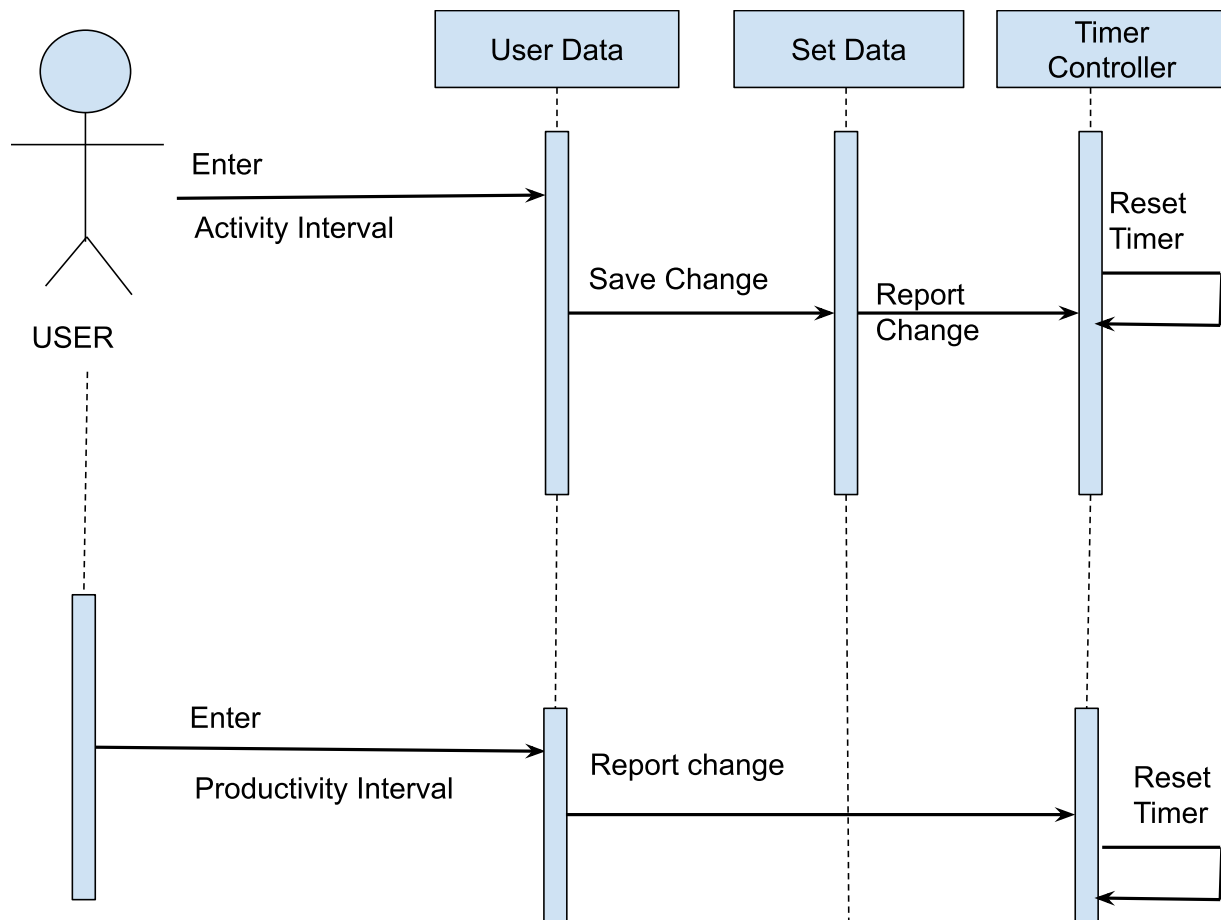 User Data
Set Data
Timer
Controller
Enter
Activity Interval
Reset
Timer
Save Change
Report
Change
USER
Enter
Productivity Interval
Report change
Reset
Timer